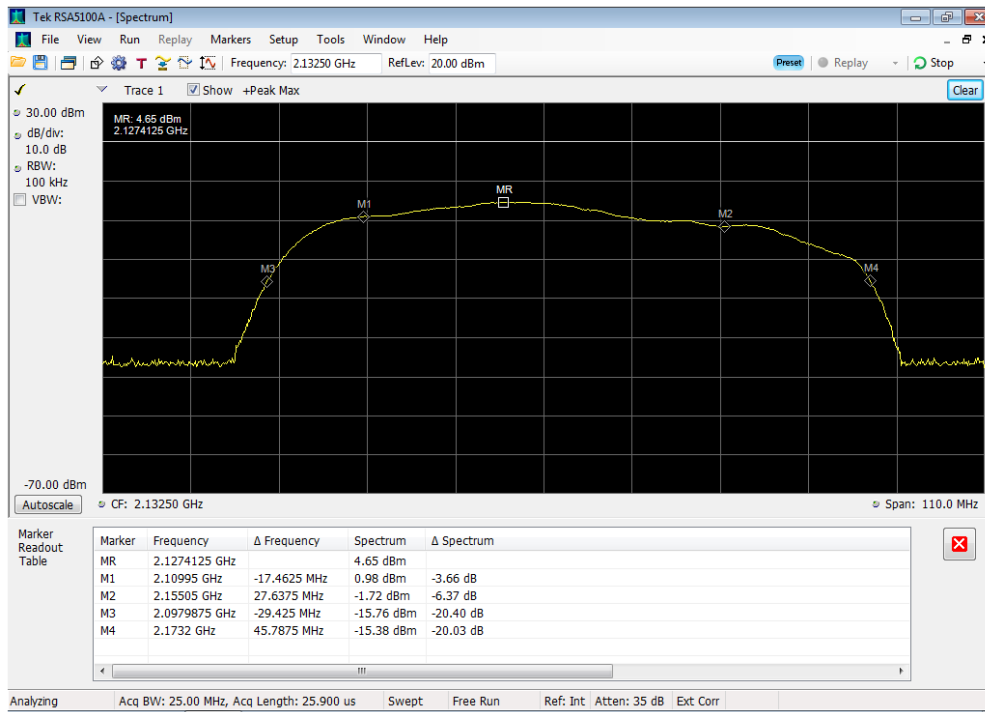 Tek RSA5100A - [Spectrum]
File View Run Replay Markers Setup Tools Window Help
T Frequency: 2.13250 GHz RefLev: 20.00 dBm Preset Replay Stop
Trace 1 Show +Peak Max Clear
30.00 dBm
dB/div:
10.0 dB
RBW:
100 kHz
VBW:
MR: 4.65 dBm
2.1274125 GHz
MR
M1
M2
M3
M4
-70.00 dBm
Autoscale CF: 2.13250 GHz Span: 110.0 MHz
Marker
Readout
Table
Marker Frequency Δ Frequency Spectrum Δ Spectrum
MR 2.1274125 GHz 4.65 dBm
M1 2.10995 GHz -17.4625 MHz 0.98 dBm -3.66 dB
M2 2.15505 GHz 27.6375 MHz -1.72 dBm -6.37 dB
M3 2.0979875 GHz -29.425 MHz -15.76 dBm -20.40 dB
M4 2.1732 GHz 45.7875 MHz -15.38 dBm -20.03 dB
Analyzing Acq BW: 25.00 MHz, Acq Length: 25.900 us Swept Free Run Ref: Int Atten: 35 dB Ext Corr